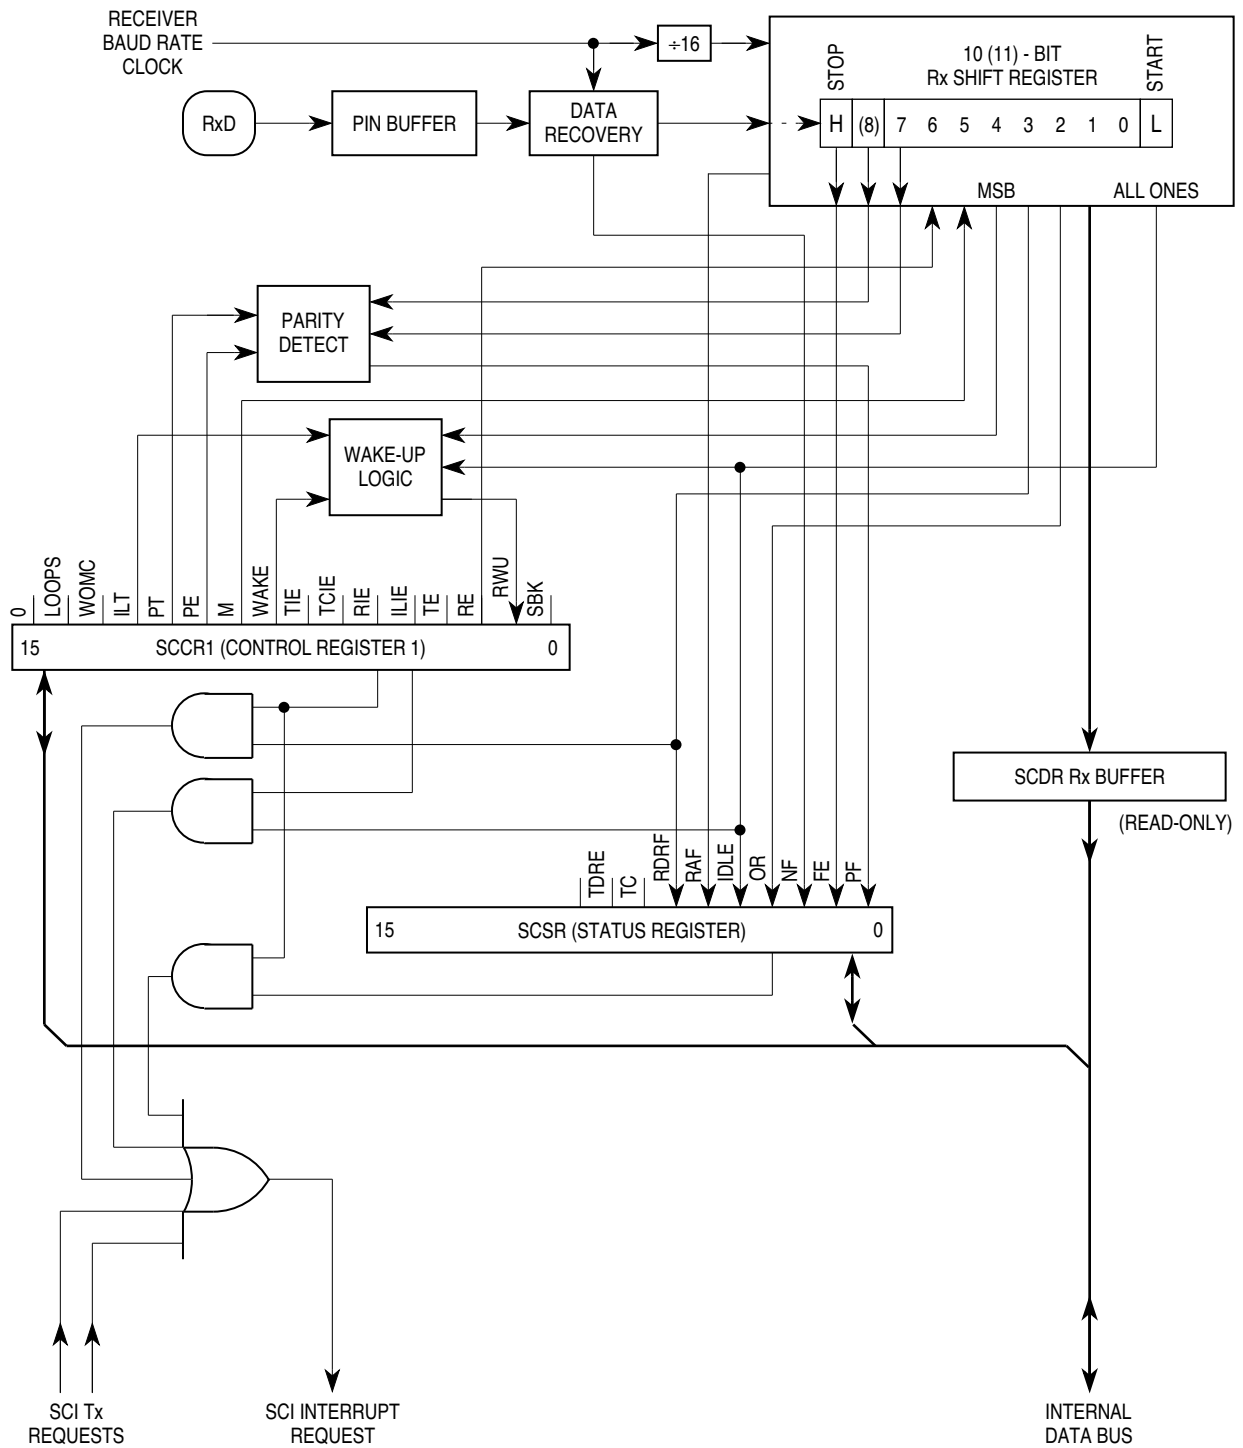 RECEIVER
BAUD RATE
CLOCK
÷16
10 (11) - BIT
Rx SHIFT REGISTER
STOP
START
RxD
PIN BUFFER
DATA
RECOVERY
H (8) 7 6 5 4 3 2 1 0 L
MSB
ALL ONES
PARITY
DETECT
WAKE-UP
LOGIC
0
LOOPS
WOMC
ILT
PT
PE
M
WAKE
TIE
TCIE
RIE
ILIE
TE
RE
RWU
SBK
15 SCCR1 (CONTROL REGISTER 1) 0
SCDR Rx BUFFER
(READ-ONLY)
TDRE
TC
RDRF
RAF
IDLE
OR
NF
FE
PF
15 SCSR (STATUS REGISTER) 0
SCI Tx
REQUESTS
SCI INTERRUPT
REQUEST
INTERNAL
DATA BUS